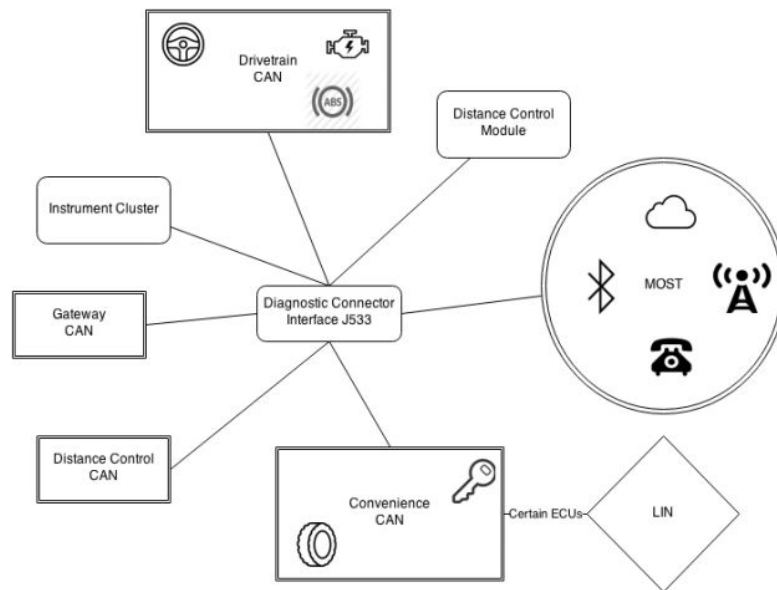 Drivetrain
CAN
ABS
Distance Control
Module
Instrument Cluster
MOST
Diagnostic Connector
Interface J533
Gateway
CAN
Distance Control
CAN
Convenience
CAN
Certain ECUs
LIN